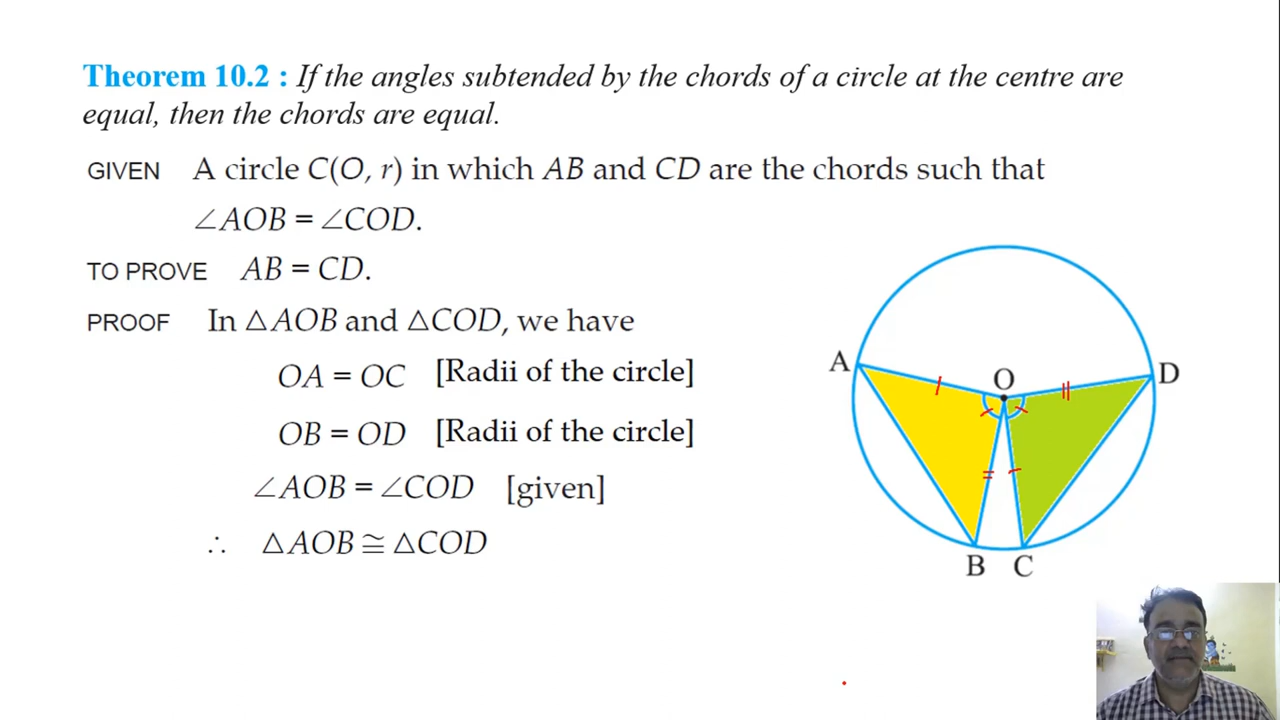 Theorem 10.2 : If the angles subtended by the chords of a circle at the centre are
equal, then the chords are equal.
GIVEN A circle C(O, r) in which AB and CD are the chords such that
∠AOB = ∠COD.
TO PROVE AB = CD.
PROOF In △AOB and △COD, we have
OA = OC [Radii of the circle]
OB = OD [Radii of the circle]
∠AOB = ∠COD [given]
∴ △AOB ≅ △COD
A
O
D
B
C